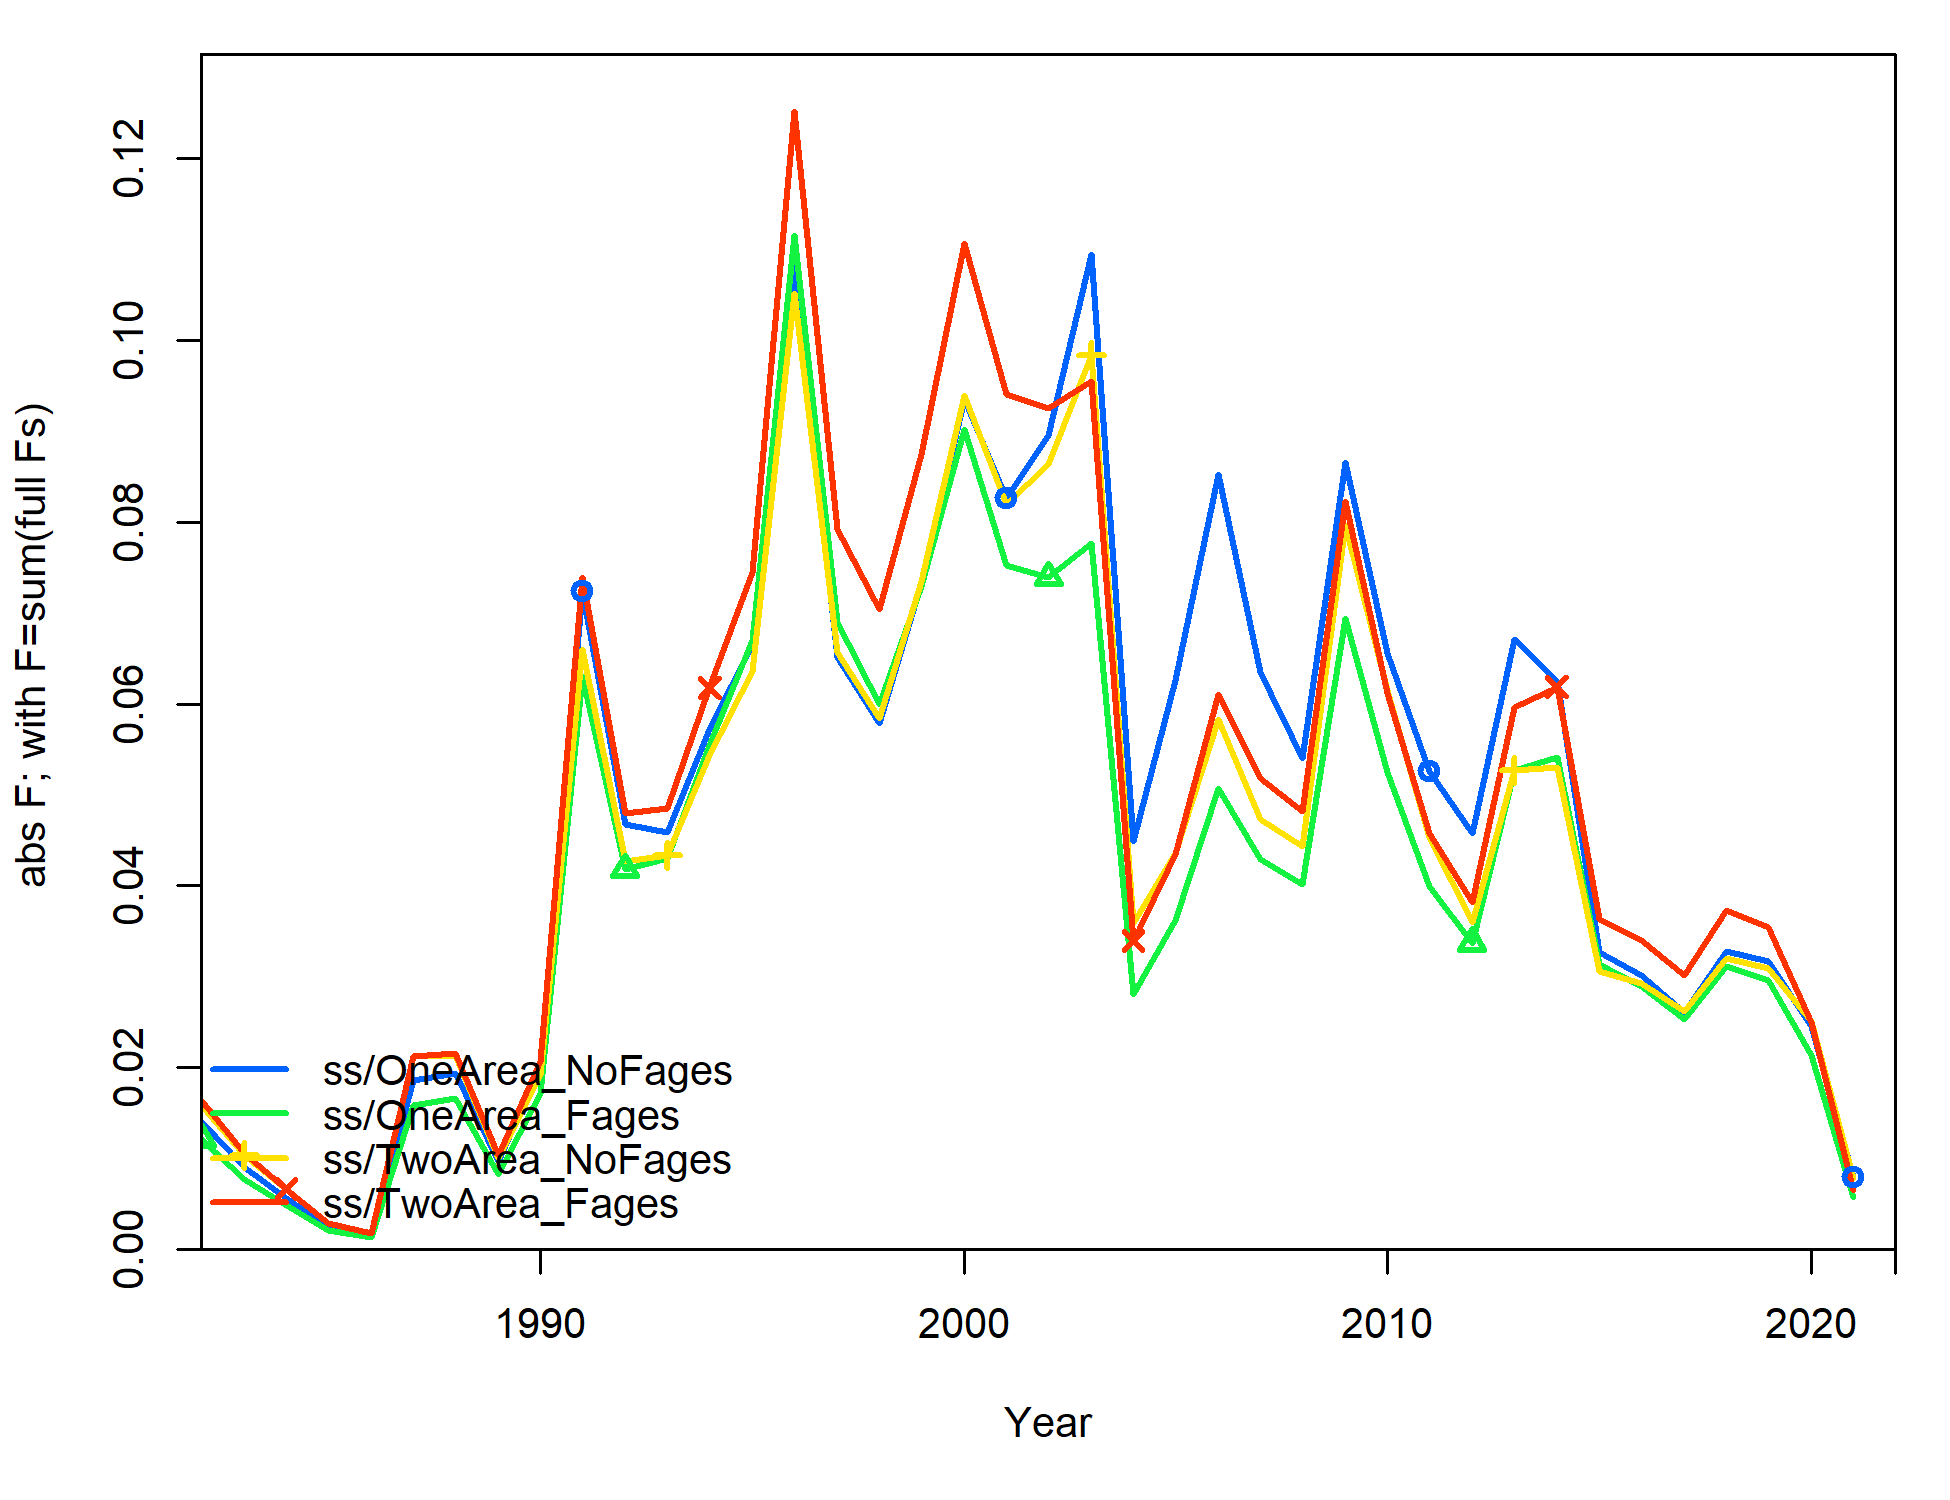 abs F; with F=sum(full Fs)
0.12
0.10
0.08
0.06
0.04
0.02
0.00
ss/OneArea_NoFages
ss/OneArea_Fages
ss/TwoArea_NoFages
ss/TwoArea_Fages
1990 2000 2010 2020
Year